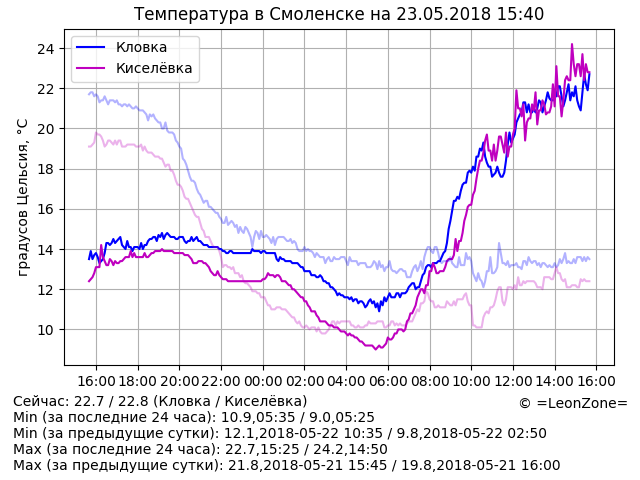 Температура в Смоленске на 23.05.2018 15:40
Кловка
Киселёвка
градусов Цельсия, °C
24
22
20
18
16
14
12
10
16:00 18:00 20:00 22:00 00:00 02:00 04:00 06:00 08:00 10:00 12:00 14:00 16:00
Сейчас: 22.7 / 22.8 (Кловка / Киселёвка)
© =LeonZone=
Min (за последние 24 часа): 10.9,05:35 / 9.0,05:25
Min (за предыдущие сутки): 12.1,2018-05-22 10:35 / 9.8,2018-05-22 02:50
Max (за последние 24 часа): 22.7,15:25 / 24.2,14:50
Max (за предыдущие сутки): 21.8,2018-05-21 15:45 / 19.8,2018-05-21 16:00